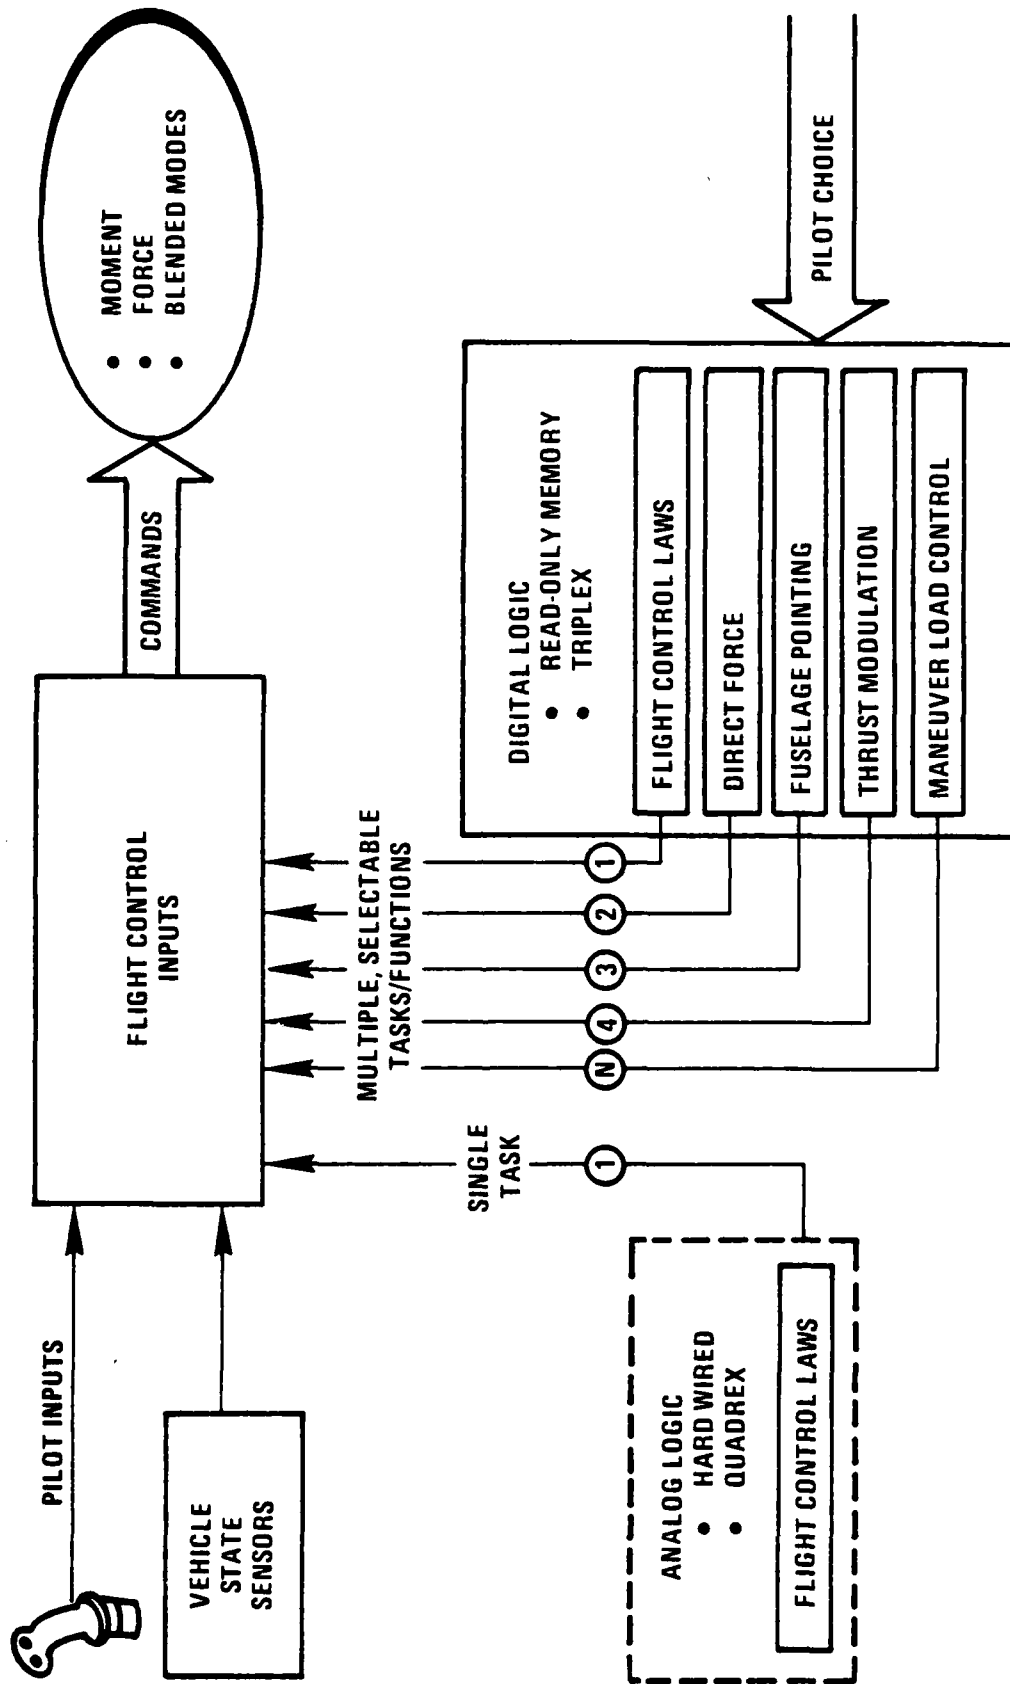 PILOT INPUTS
VEHICLE
STATE
SENSORS
FLIGHT CONTROL
INPUTS
COMMANDS
• MOMENT
• FORCE
• BLENDED MODES
SINGLE
TASK
1
MULTIPLE, SELECTABLE
TASKS/FUNCTIONS
N
4
3
2
1
ANALOG LOGIC
• HARD WIRED
• QUADREX
FLIGHT CONTROL LAWS
DIGITAL LOGIC
• READ-ONLY MEMORY
• TRIPLEX
FLIGHT CONTROL LAWS
DIRECT FORCE
FUSELAGE POINTING
THRUST MODULATION
MANEUVER LOAD CONTROL
PILOT CHOICE